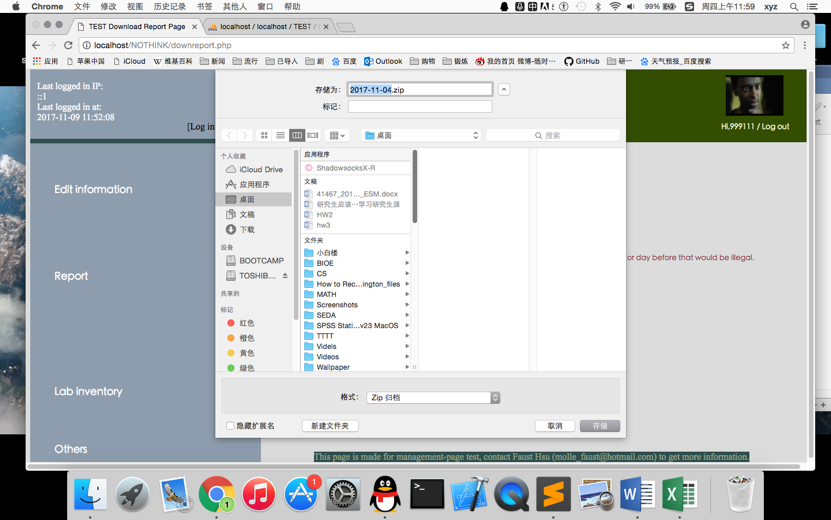 Chrome 文件 修改 视图 历史记录 书签 其他人 窗口 帮助 99% 周四上午11:59 xyz
TEST Download Report Page
localhost / localhost / TEST /
localhost/NOTHINK/downreport.php
应用 苹果中国 iCloud 维基百科 新闻 流行 已导入 剧 百度 Outlook 购物 锻炼 我的首页 微博-随时… GitHub 研一 天气预报_百度搜索
Last logged in IP:
::1
Last logged in at:
2017-11-09 11:52:08
[Log in
Hi,999111 / Log out
Edit information
Report
Lab inventory
Others
or day before that would be illegal.
This page is made for management-page test, contact Faust Hsu (molle_faust@hotmail.com) to get more information.
存储为: 2017-11-04.zip
标记:
桌面
搜索
个人收藏
iCloud Drive
应用程序
桌面
文稿
下载
设备
BOOTCAMP
TOSHIB...
共享的
标记
红色
橙色
黄色
绿色
应用程序
ShadowsocksX-R
文稿
41467_201..._ESM.docx
研究生应该…学习研究生涯
HW2
hw3
文件夹
小白楼
BIOE
CS
How to Rec...ington_files
MATH
Screenshots
SEDA
SPSS Stati...v23 MacOS
TTTT
Videls
Videos
Wallpaper
格式: Zip 归档
隐藏扩展名 新建文件夹 取消 存储
1
1